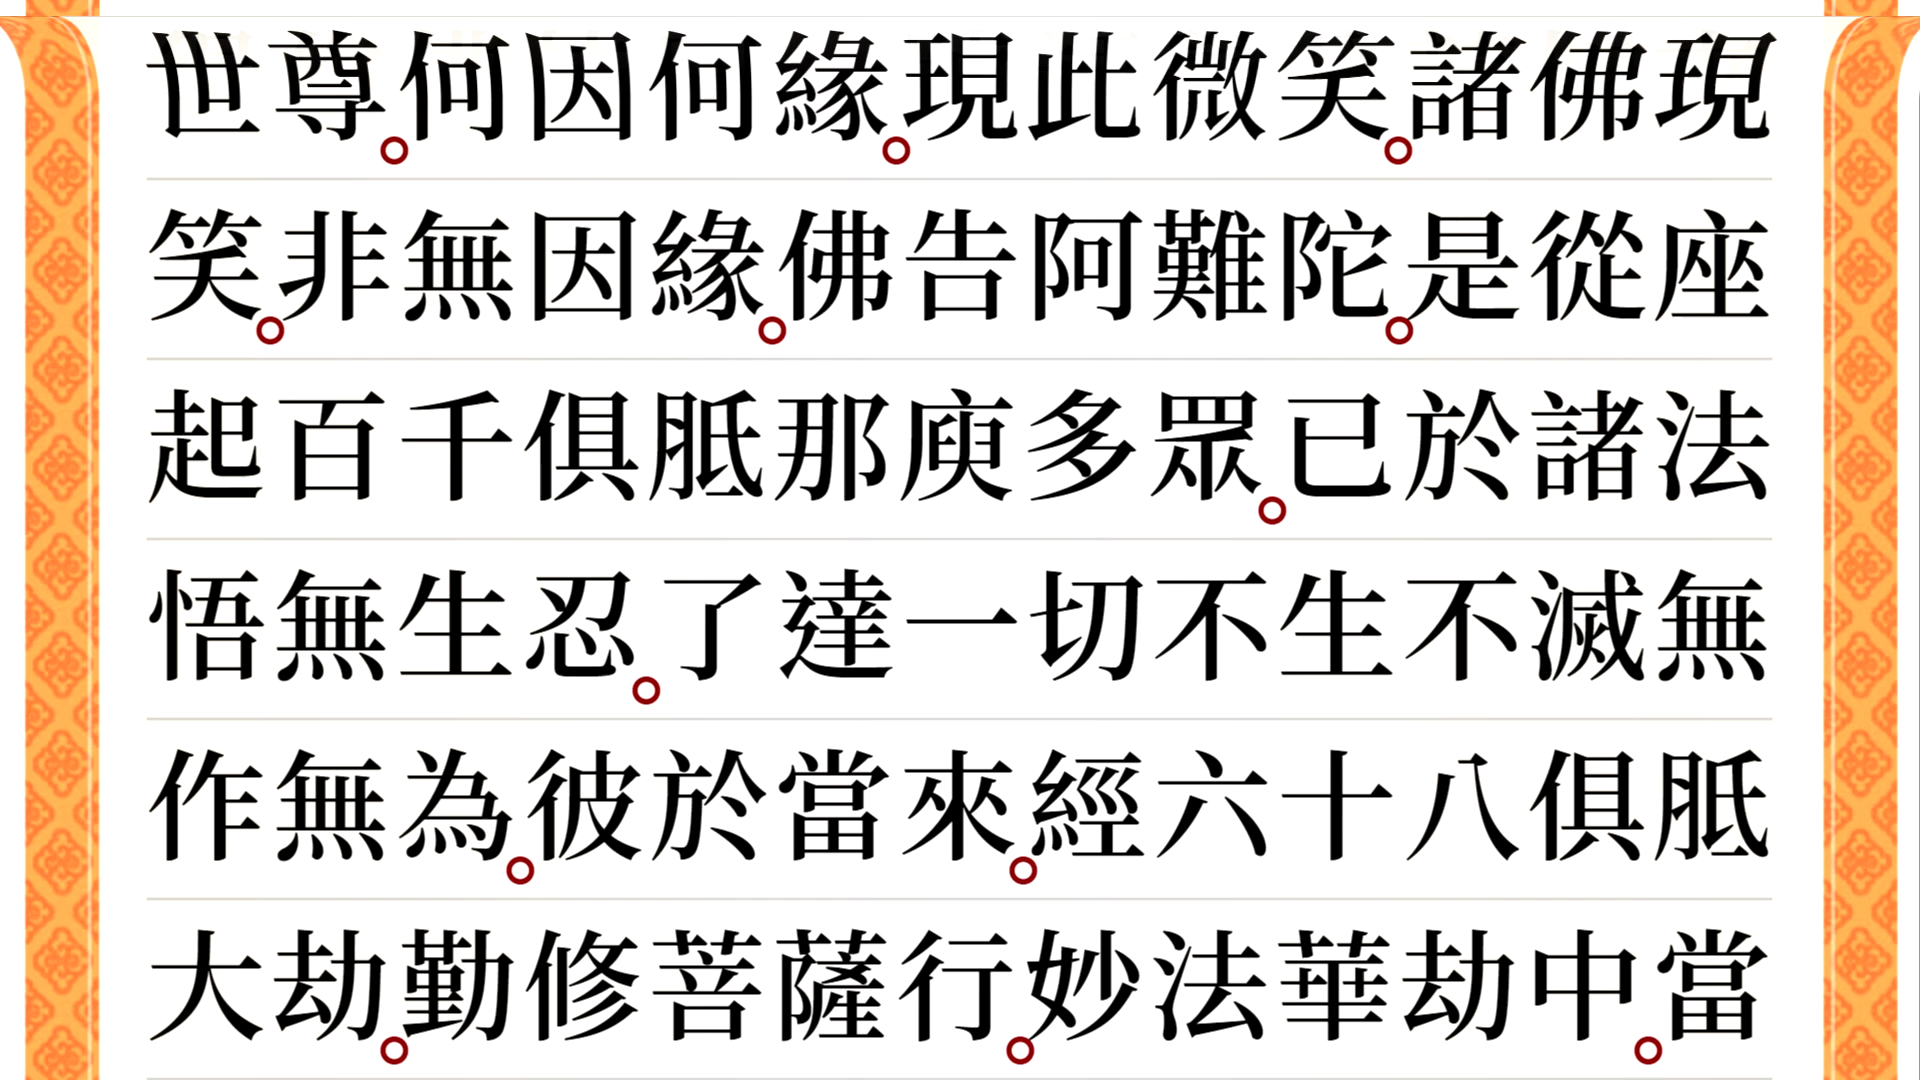 世尊。何因何緣。現此微笑。諸佛現
笑。非無因緣。佛告阿難陀。是從座
起百千俱胝那庾多眾。已於諸法
悟無生忍。了達一切不生不滅無
作無為。彼於當來。經六十八俱胝
大劫。勤修菩薩行。妙法華劫中。當